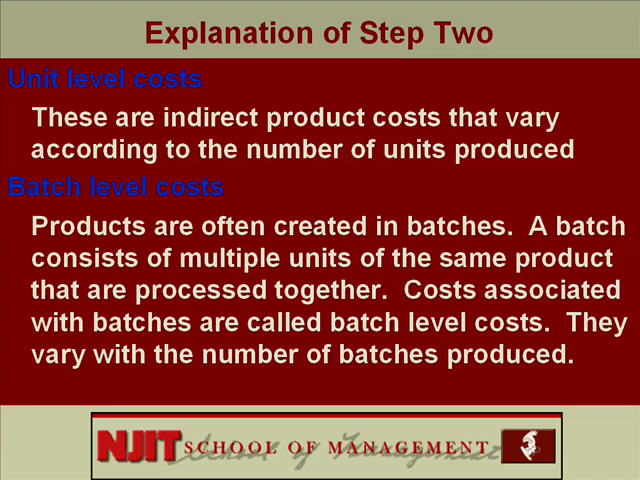 Explanation of Step Two
Unit level costs
These are indirect product costs that vary
according to the number of units produced
Batch level costs
Products are often created in batches.  A batch
consists of multiple units of the same product
that are processed together.  Costs associated
with batches are called batch level costs.  They
vary with the number of batches produced.
NJIT SCHOOL OF MANAGEMENT
School of Management